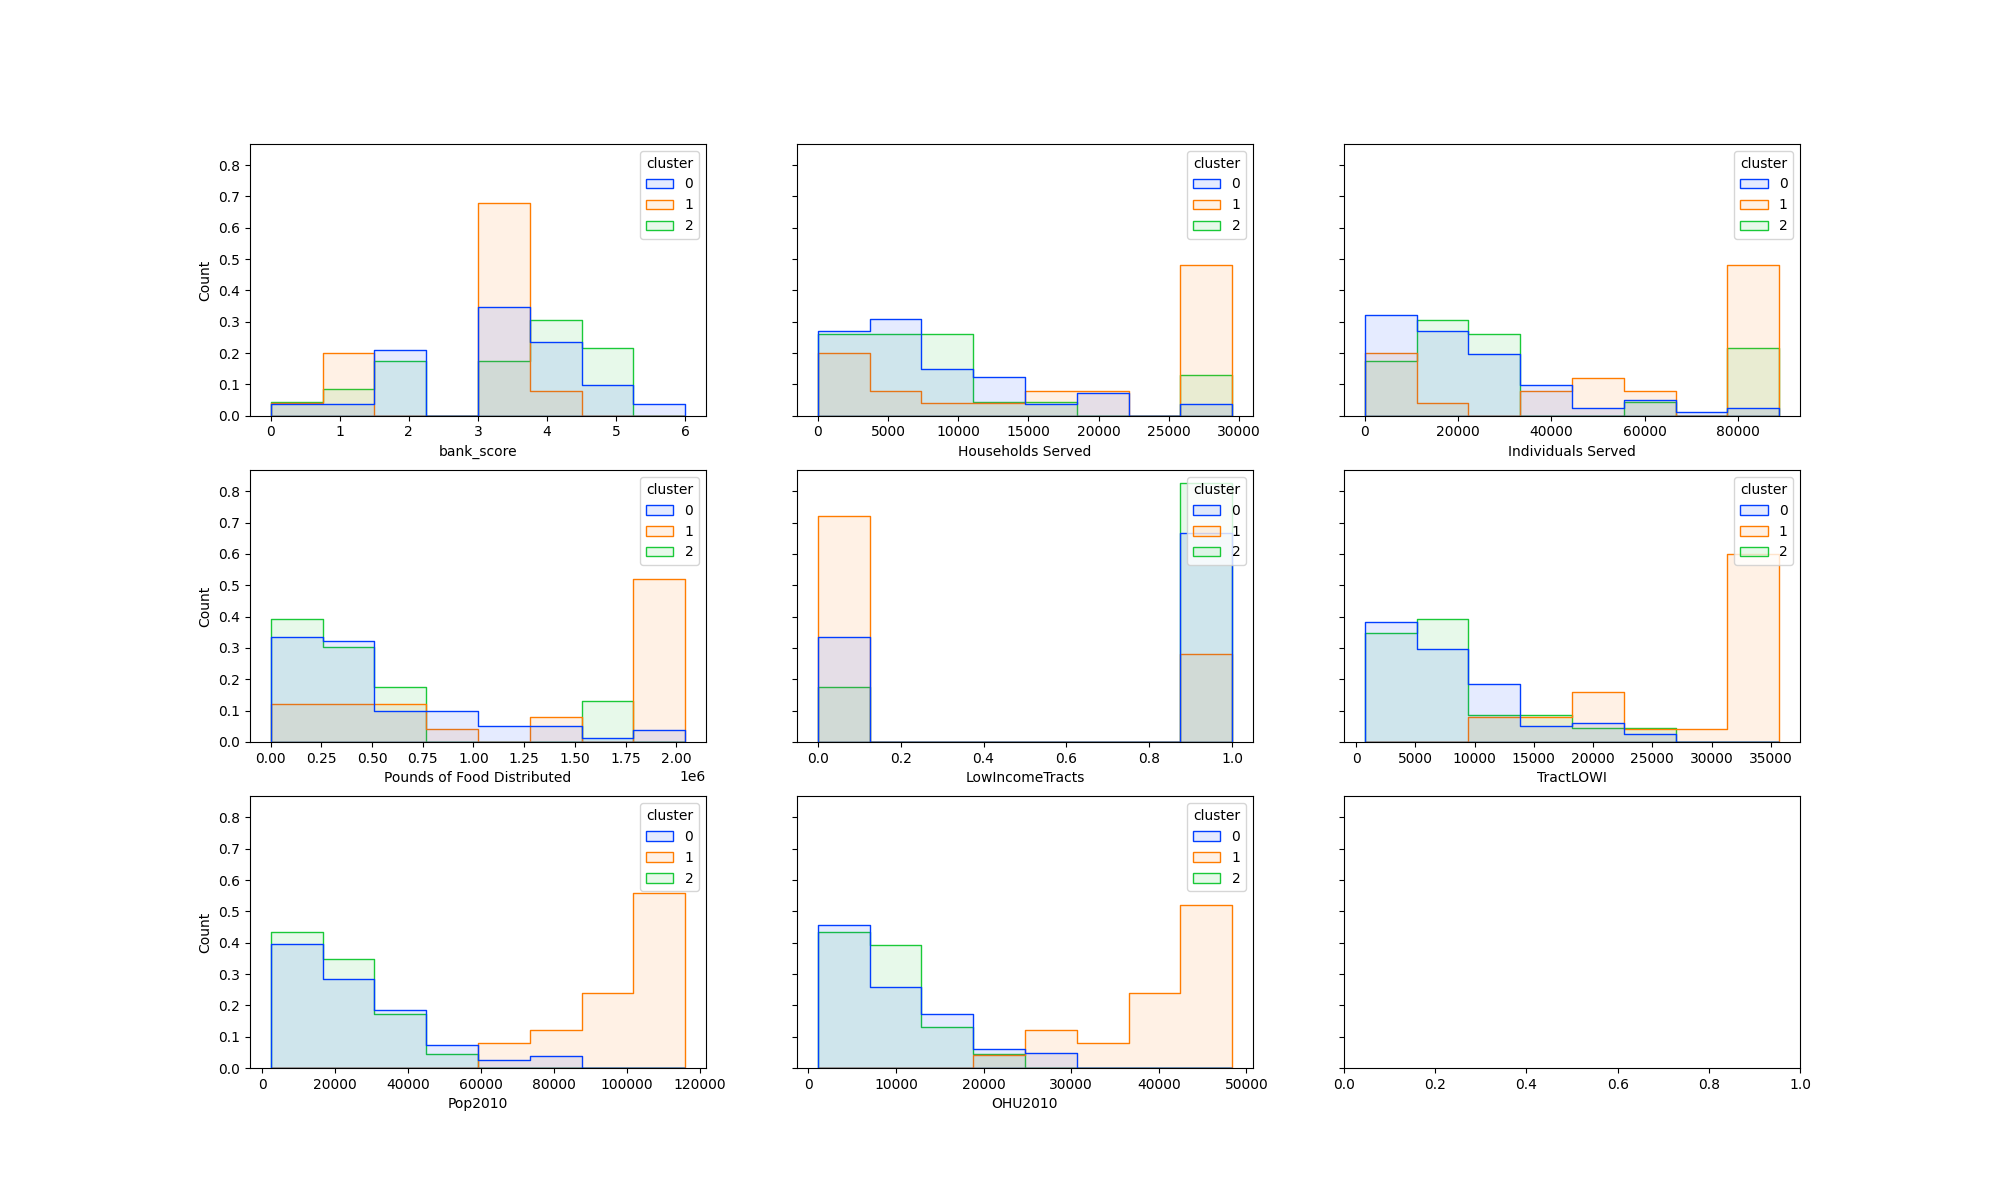 cluster
0
1
2
0.0 0.1 0.2 0.3 0.4 0.5 0.6 0.7 0.8
Count
0 1 2 3 4 5 6
bank_score
cluster
0
1
2
0 5000 10000 15000 20000 25000 30000
Households Served
cluster
0
1
2
0 20000 40000 60000 80000
Individuals Served
cluster
0
1
2
0.0 0.1 0.2 0.3 0.4 0.5 0.6 0.7 0.8
Count
0.00 0.25 0.50 0.75 1.00 1.25 1.50 1.75 2.00
1e6
Pounds of Food Distributed
cluster
0
1
2
0.0 0.2 0.4 0.6 0.8 1.0
LowIncomeTracts
cluster
0
1
2
0 5000 10000 15000 20000 25000 30000 35000
TractLOWI
cluster
0
1
2
0.0 0.1 0.2 0.3 0.4 0.5 0.6 0.7 0.8
Count
0 20000 40000 60000 80000 100000 120000
Pop2010
cluster
0
1
2
0 10000 20000 30000 40000 50000
OHU2010
0.0 0.2 0.4 0.6 0.8 1.0